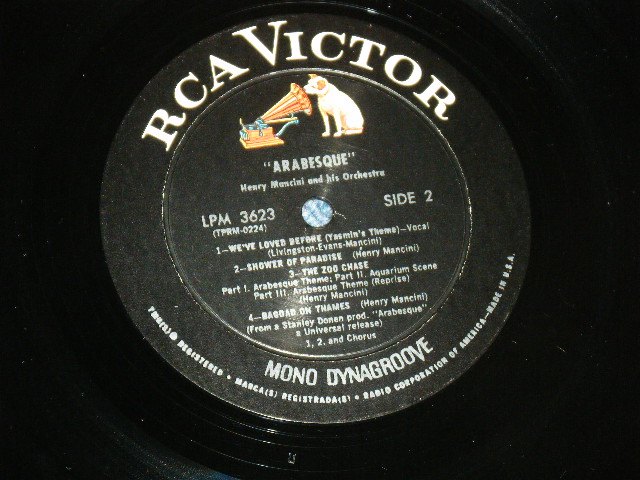 RCA VICTOR
"ARABESQUE"
Henry Mancini and his Orchestra
LPM 3623
(TPRM-0224)
SIDE 2
1—WE'VE LOVED BEFORE (Yasmin's Theme)—Vocal
(Livingston-Evans-Mancini)
2—SHOWER OF PARADISE (Henry Mancini)
3—THE ZOO CHASE
Part I. Arabesque Theme; Part II. Aquarium Scene
Part III. Arabesque Theme (Reprise)
(Henry Mancini)
4—BAGDAD ON THAMES (Henry Mancini)
(From a Stanley Donen prod. "Arabesque"
a Universal release)
1, 2. and Chorus
MONO DYNAGROOVE
TMK(S) ® REGISTERED • MARCA(S) REGISTRADA(S) • RADIO CORPORATION OF AMERICA—MADE IN U.S.A.